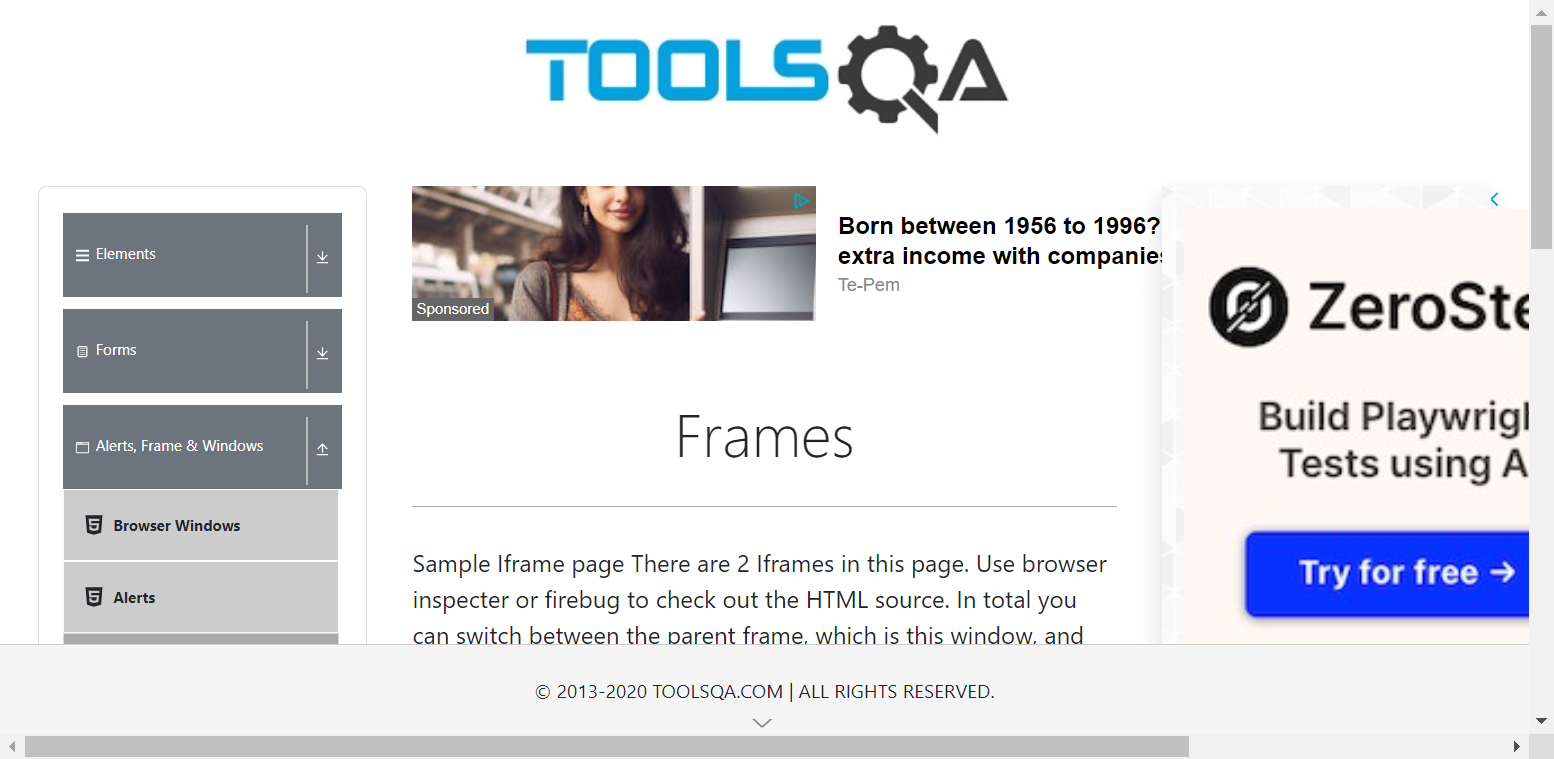 TOOLSQA
Elements
Forms
Alerts, Frame & Windows
Browser Windows
Alerts
Sponsored
Born between 1956 to 1996?
extra income with companies
Te-Pem
Frames
Sample Iframe page There are 2 Iframes in this page. Use browser
inspecter or firebug to check out the HTML source. In total you
can switch between the parent frame, which is this window, and
ZeroSte
Build Playwrigh
Tests using A
Try for free →
© 2013-2020 TOOLSQA.COM | ALL RIGHTS RESERVED.